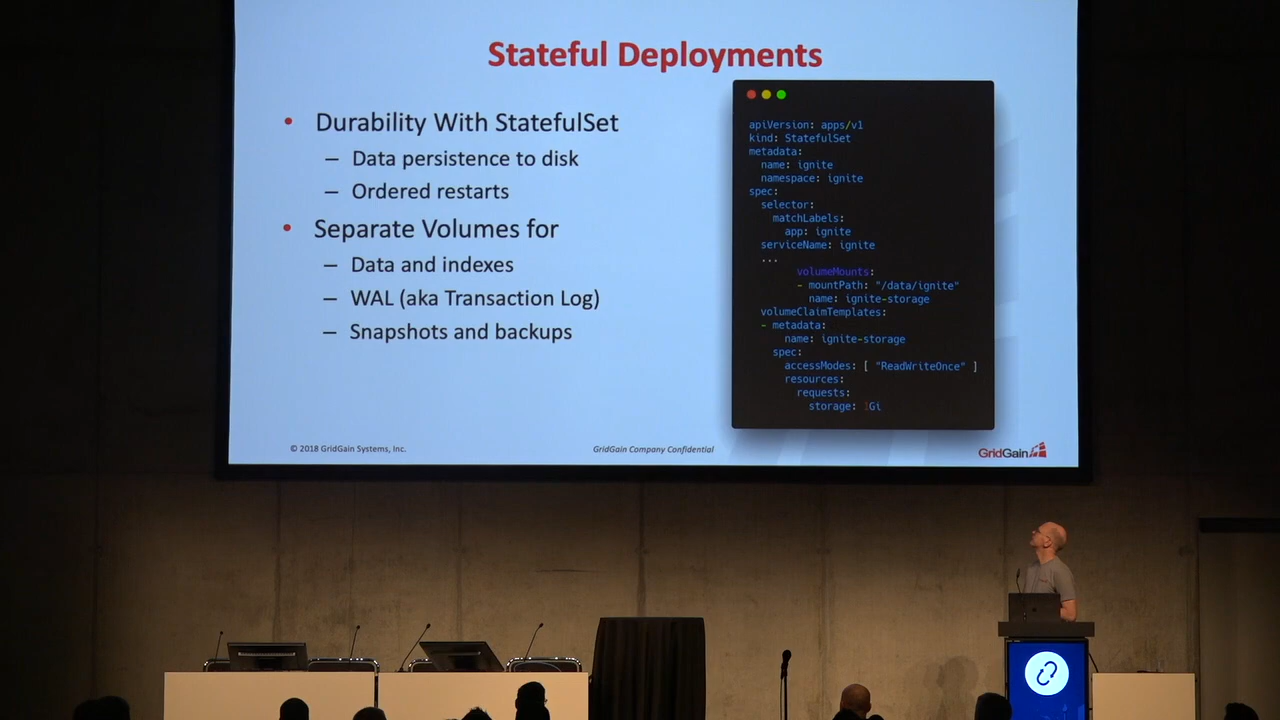 Stateful Deployments
• Durability With StatefulSet
– Data persistence to disk
– Ordered restarts
• Separate Volumes for
– Data and indexes
– WAL (aka Transaction Log)
– Snapshots and backups
apiVersion: apps/v1
kind: StatefulSet
metadata:
name: ignite
namespace: ignite
spec:
selector:
matchLabels:
app: ignite
serviceName: ignite
...
volumeMounts:
- mountPath: "/data/ignite"
name: ignite-storage
volumeClaimTemplates:
- metadata:
name: ignite-storage
spec:
accessModes: [ "ReadWriteOnce" ]
resources:
requests:
storage: 1Gi
© 2018 GridGain Systems, Inc.
GridGain Company Confidential
GridGain